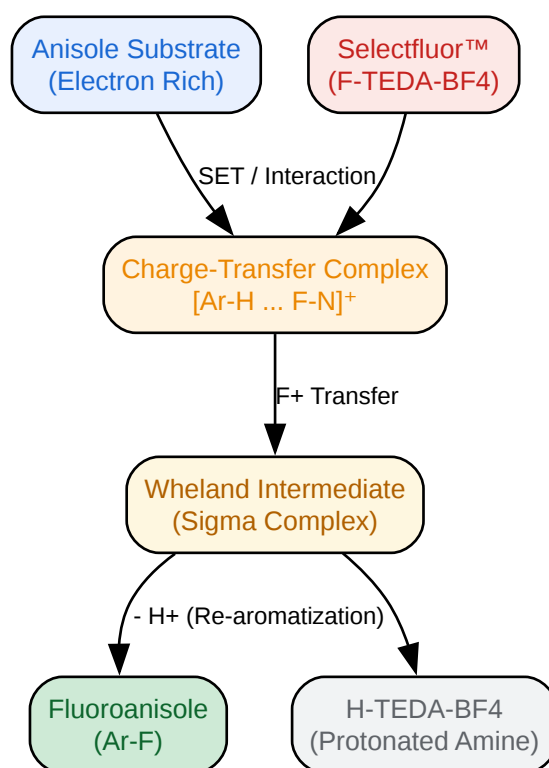 Anisole Substrate
(Electron Rich)
Selectfluor™
(F-TEDA-BF4)
SET / Interaction
Charge-Transfer Complex
[Ar-H ... F-N]⁺
F+ Transfer
Wheland Intermediate
(Sigma Complex)
- H+ (Re-aromatization)
Fluoroanisole
(Ar-F)
H-TEDA-BF4
(Protonated Amine)